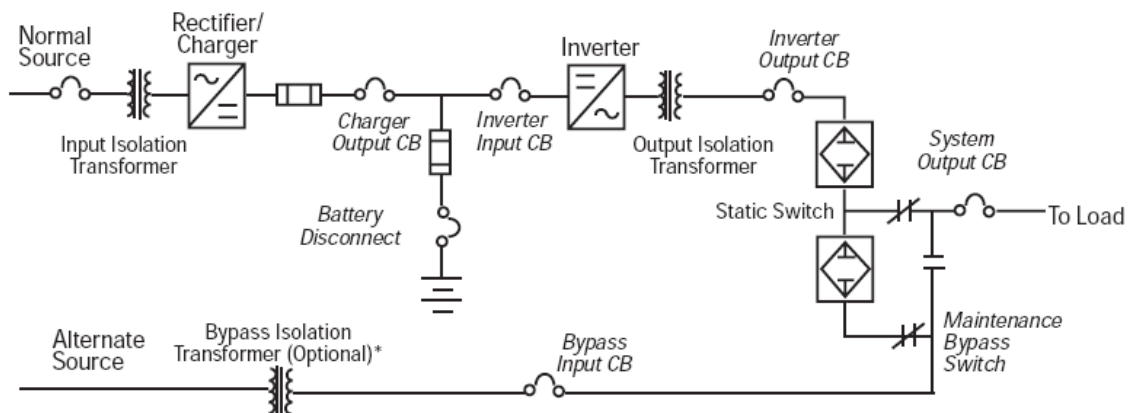 Normal
Source
Rectifier/
Charger
Input Isolation
Transformer
Charger
Output CB
Battery
Disconnect
Inverter
Input CB
Inverter
Output Isolation
Transformer
Inverter
Output CB
Static Switch
System
Output CB
To Load
Maintenance
Bypass
Switch
Alternate
Source
Bypass Isolation
Transformer (Optional)*
Bypass
Input CB